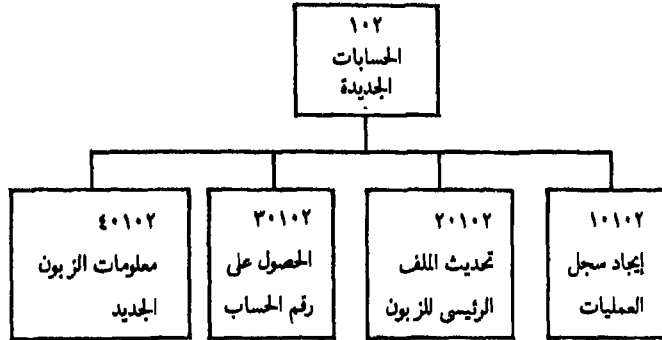 ١٠٢
الحسابات
الجديدة
١٠١٠٢
إيجاد سجل
العمليات
٢٠١٠٢
تحديث الملف
الرئيسى للزبون
٣٠١٠٢
الحصول على
رقم الحساب
٤٠١٠٢
معلومات الزبون
الجديد